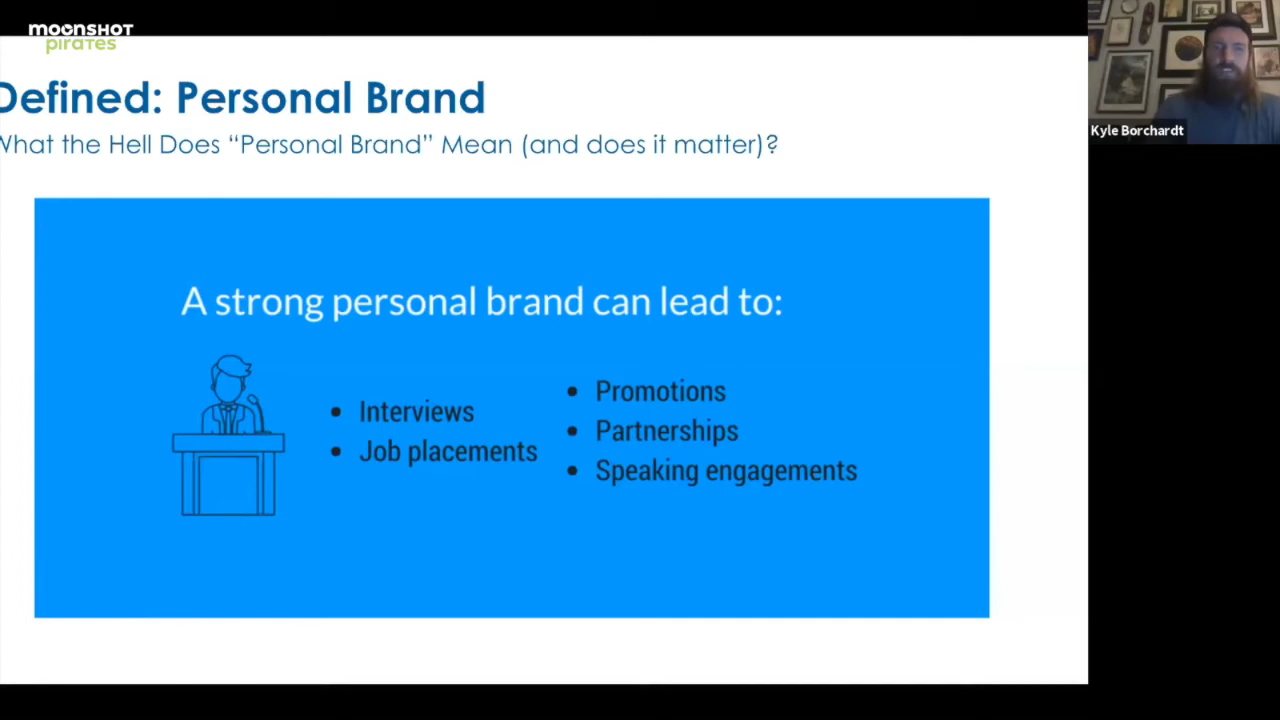 moonshot
pirates
Defined: Personal Brand
What the Hell Does “Personal Brand” Mean (and does it matter)?
A strong personal brand can lead to:
• Interviews
• Job placements
• Promotions
• Partnerships
• Speaking engagements
Kyle Borchardt